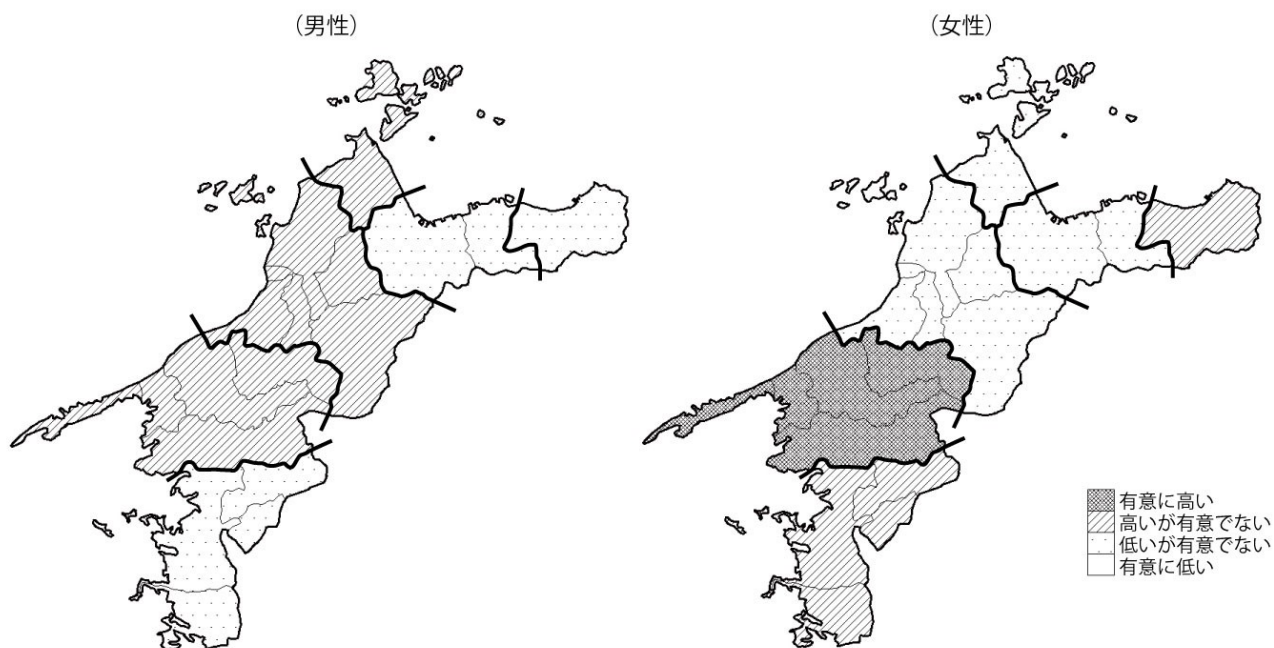 （男性）
（女性）
有意に高い
高いが有意でない
低いが有意でない
有意に低い